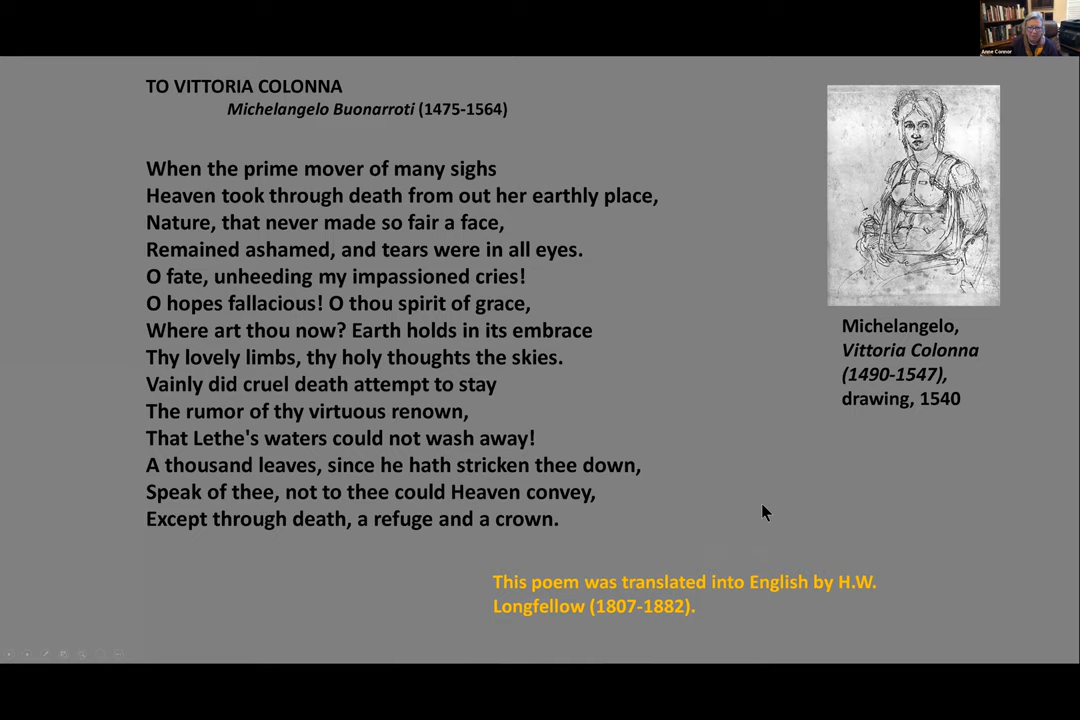 Anne Connor
TO VITTORIA COLONNA
Michelangelo Buonarroti (1475-1564)
When the prime mover of many sighs
Heaven took through death from out her earthly place,
Nature, that never made so fair a face,
Remained ashamed, and tears were in all eyes.
O fate, unheeding my impassioned cries!
O hopes fallacious! O thou spirit of grace,
Where art thou now? Earth holds in its embrace
Thy lovely limbs, thy holy thoughts the skies.
Vainly did cruel death attempt to stay
The rumor of thy virtuous renown,
That Lethe's waters could not wash away!
A thousand leaves, since he hath stricken thee down,
Speak of thee, not to thee could Heaven convey,
Except through death, a refuge and a crown.
Michelangelo,
Vittoria Colonna
(1490-1547),
drawing, 1540
This poem was translated into English by H.W.
Longfellow (1807-1882).